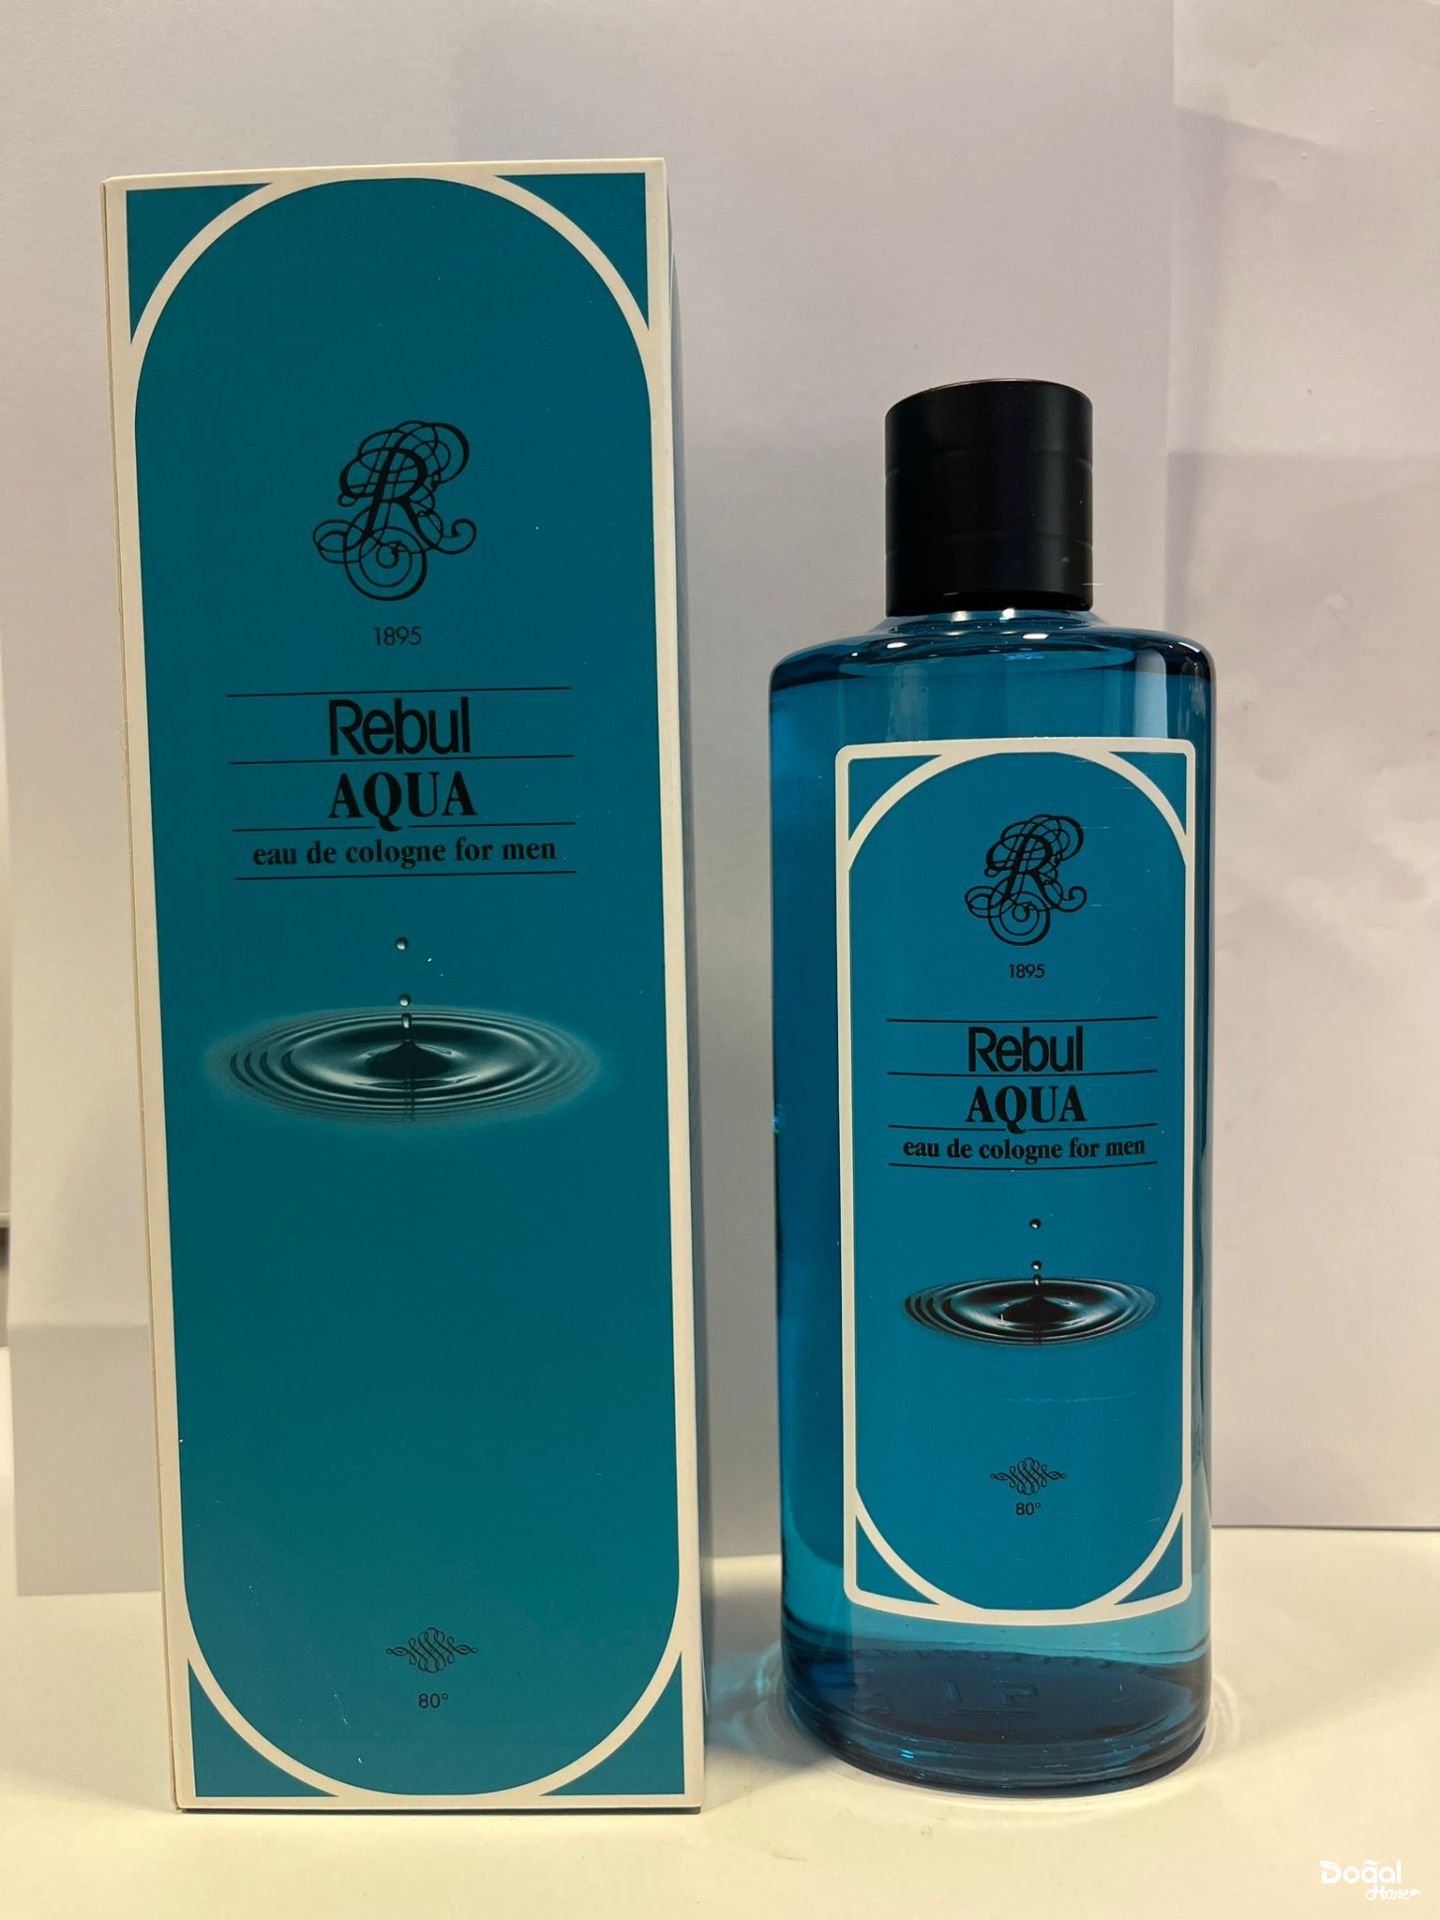 R
1895
Rebul
AQUA
eau de cologne for men
80°
R
1895
Rebul
AQUA
eau de cologne for men
80°
Doğal
Hane